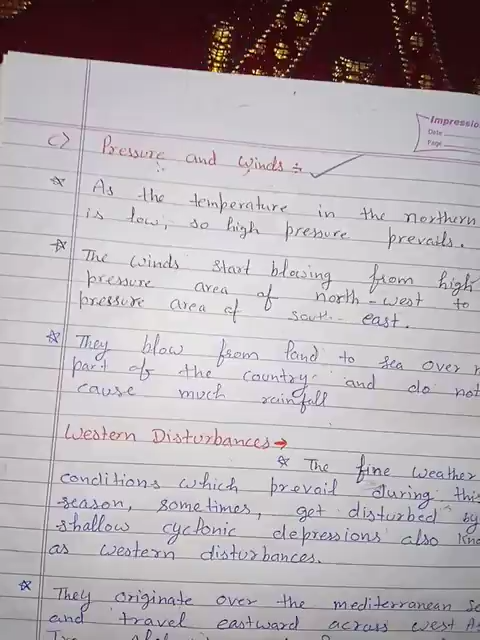 Impressio
Date
Page
c) Pressure and Winds :-
☆ As the temperature in the northern
is low, so high pressure prevails.
☆ The winds start blowing from high
pressure area of north-west to
pressure area of south- east.
☆ They blow from land to sea over
part of the country and do not
cause much rainfall
Western Disturbances →
☆ The fine weather
conditions which prevail during this
season, sometimes, get disturbed by
shallow cyclonic depressions also
as western disturbances.
☆ They originate over the mediterranean
and travel eastward across west